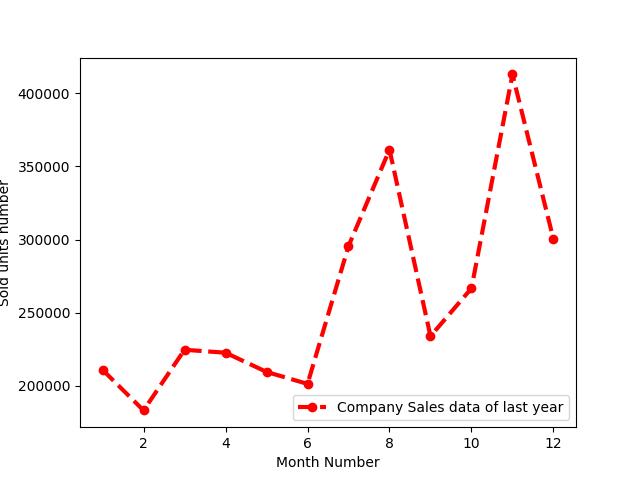 400000
350000
300000
250000
200000
Sold units number
2 4 6 8 10 12
Month Number
Company Sales data of last year